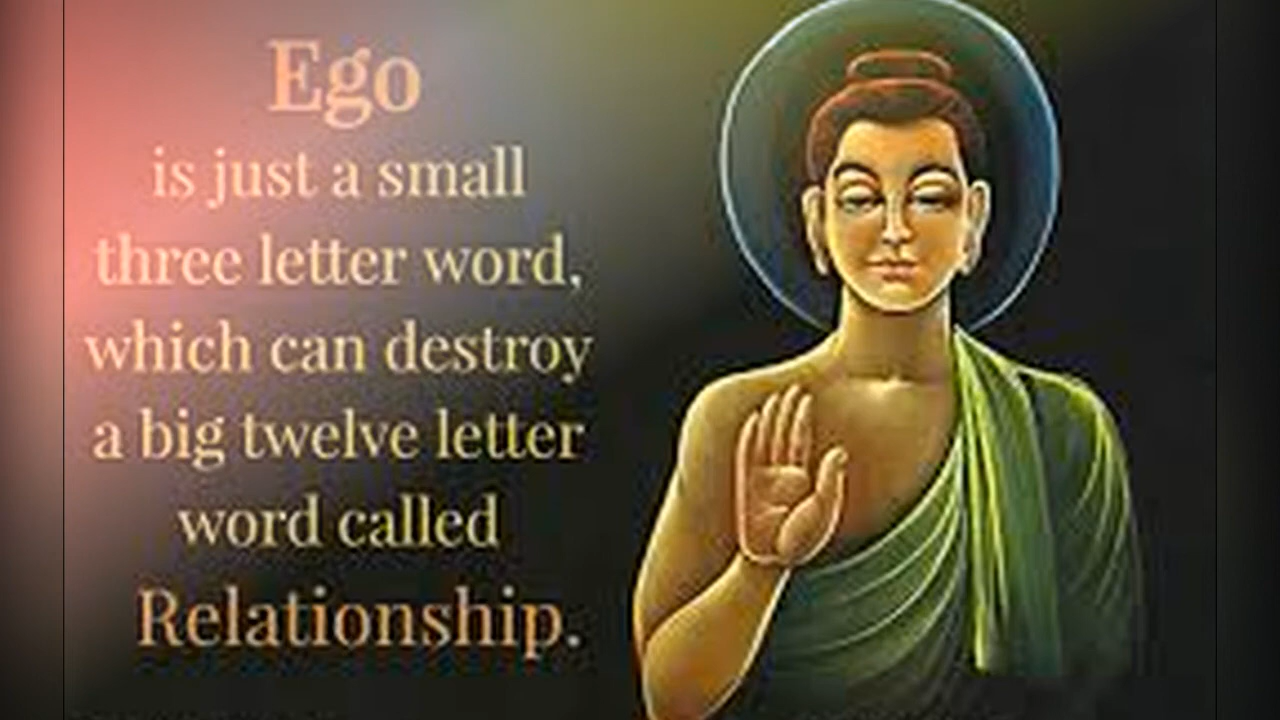 Ego
is just a small
three letter word,
which can destroy
a big twelve letter
word called
Relationship.